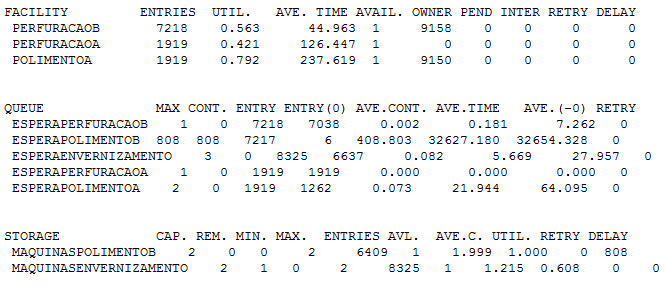 FACILITY ENTRIES UTIL. AVE. TIME AVAIL. OWNER PEND INTER RETRY DELAY
PERFURACAOB 7218 0.563 44.963 1 9158 0 0 0 0
PERFURACAOA 1919 0.421 126.447 1 0 0 0 0 0
POLIMENTOA 1919 0.792 237.619 1 9150 0 0 0 0
QUEUE MAX CONT. ENTRY ENTRY(0) AVE.CONT. AVE.TIME AVE.(-0) RETRY
ESPERAPERFURACAOB 1 0 7218 7038 0.002 0.181 7.262 0
ESPERAPOLIMENTOB 808 808 7217 6 408.803 32627.180 32654.328 0
ESPERAENVERNIZAMENTO 3 0 8325 6637 0.082 5.669 27.957 0
ESPERAPERFURACAOA 1 0 1919 1919 0.000 0.000 0.000 0
ESPERAPOLIMENTOA 2 0 1919 1262 0.073 21.944 64.095 0
STORAGE CAP. REM. MIN. MAX. ENTRIES AVL. AVE.C. UTIL. RETRY DELAY
MAQUINASPOLIMENTOB 2 0 0 2 6409 1 1.999 1.000 0 808
MAQUINASENVERNIZAMENTO 2 1 0 2 8325 1 1.215 0.608 0 0